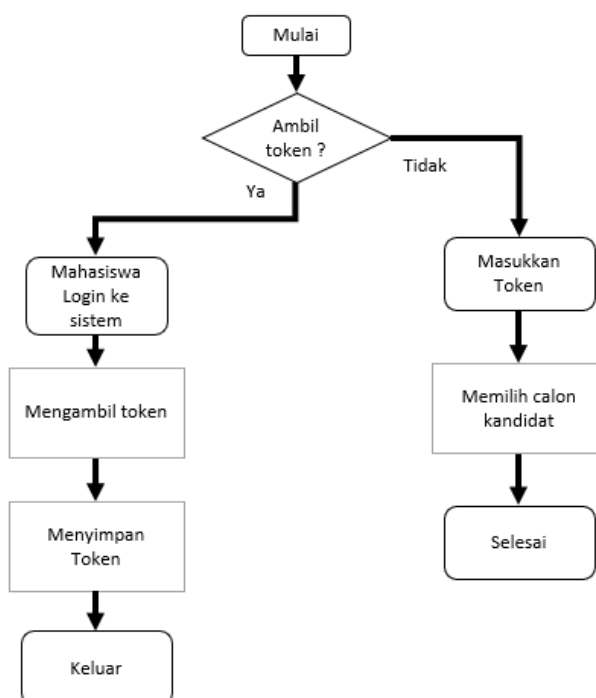 Mulai
Ambil
token ?
Ya
Tidak
Mahasiswa
Login ke
sistem
Mengambil token
Menyimpan
Token
Keluar
Masukkan
Token
Memilih calon
kandidat
Selesai